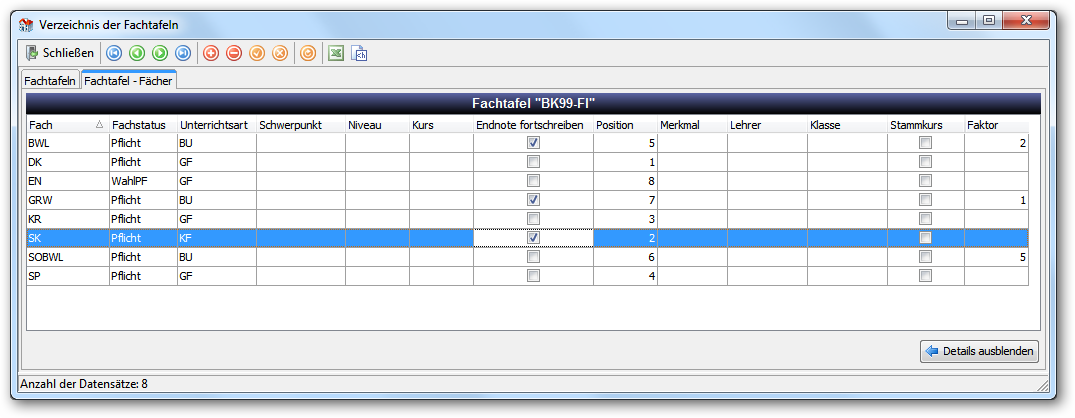 Verzeichnis der Fachtafeln
Schließen
Fachtafeln Fachtafel - Fächer
Fachtafel "BK99-FI"
Fach Fachstatus Unterrichtsart Schwerpunkt Niveau Kurs Endnote fortschreiben Position Merkmal Lehrer Klasse Stammkurs Faktor
BWL Pflicht BU 5 2
DK Pflicht GF 1
EN WahlPF GF 8
GRW Pflicht BU 7 1
KR Pflicht GF 3
SK Pflicht KF 2
SOBWL Pflicht BU 6 5
SP Pflicht GF 4
Details ausblenden
Anzahl der Datensätze: 8